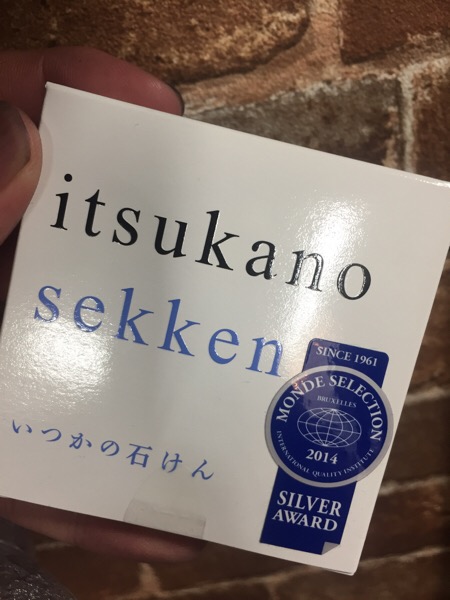 itsukano
sekken
いつかの石けん
SINCE 1961
MONDE SELECTION
BRUXELLES
2014
INTERNATIONAL QUALITY INSTITUTE
SILVER
AWARD